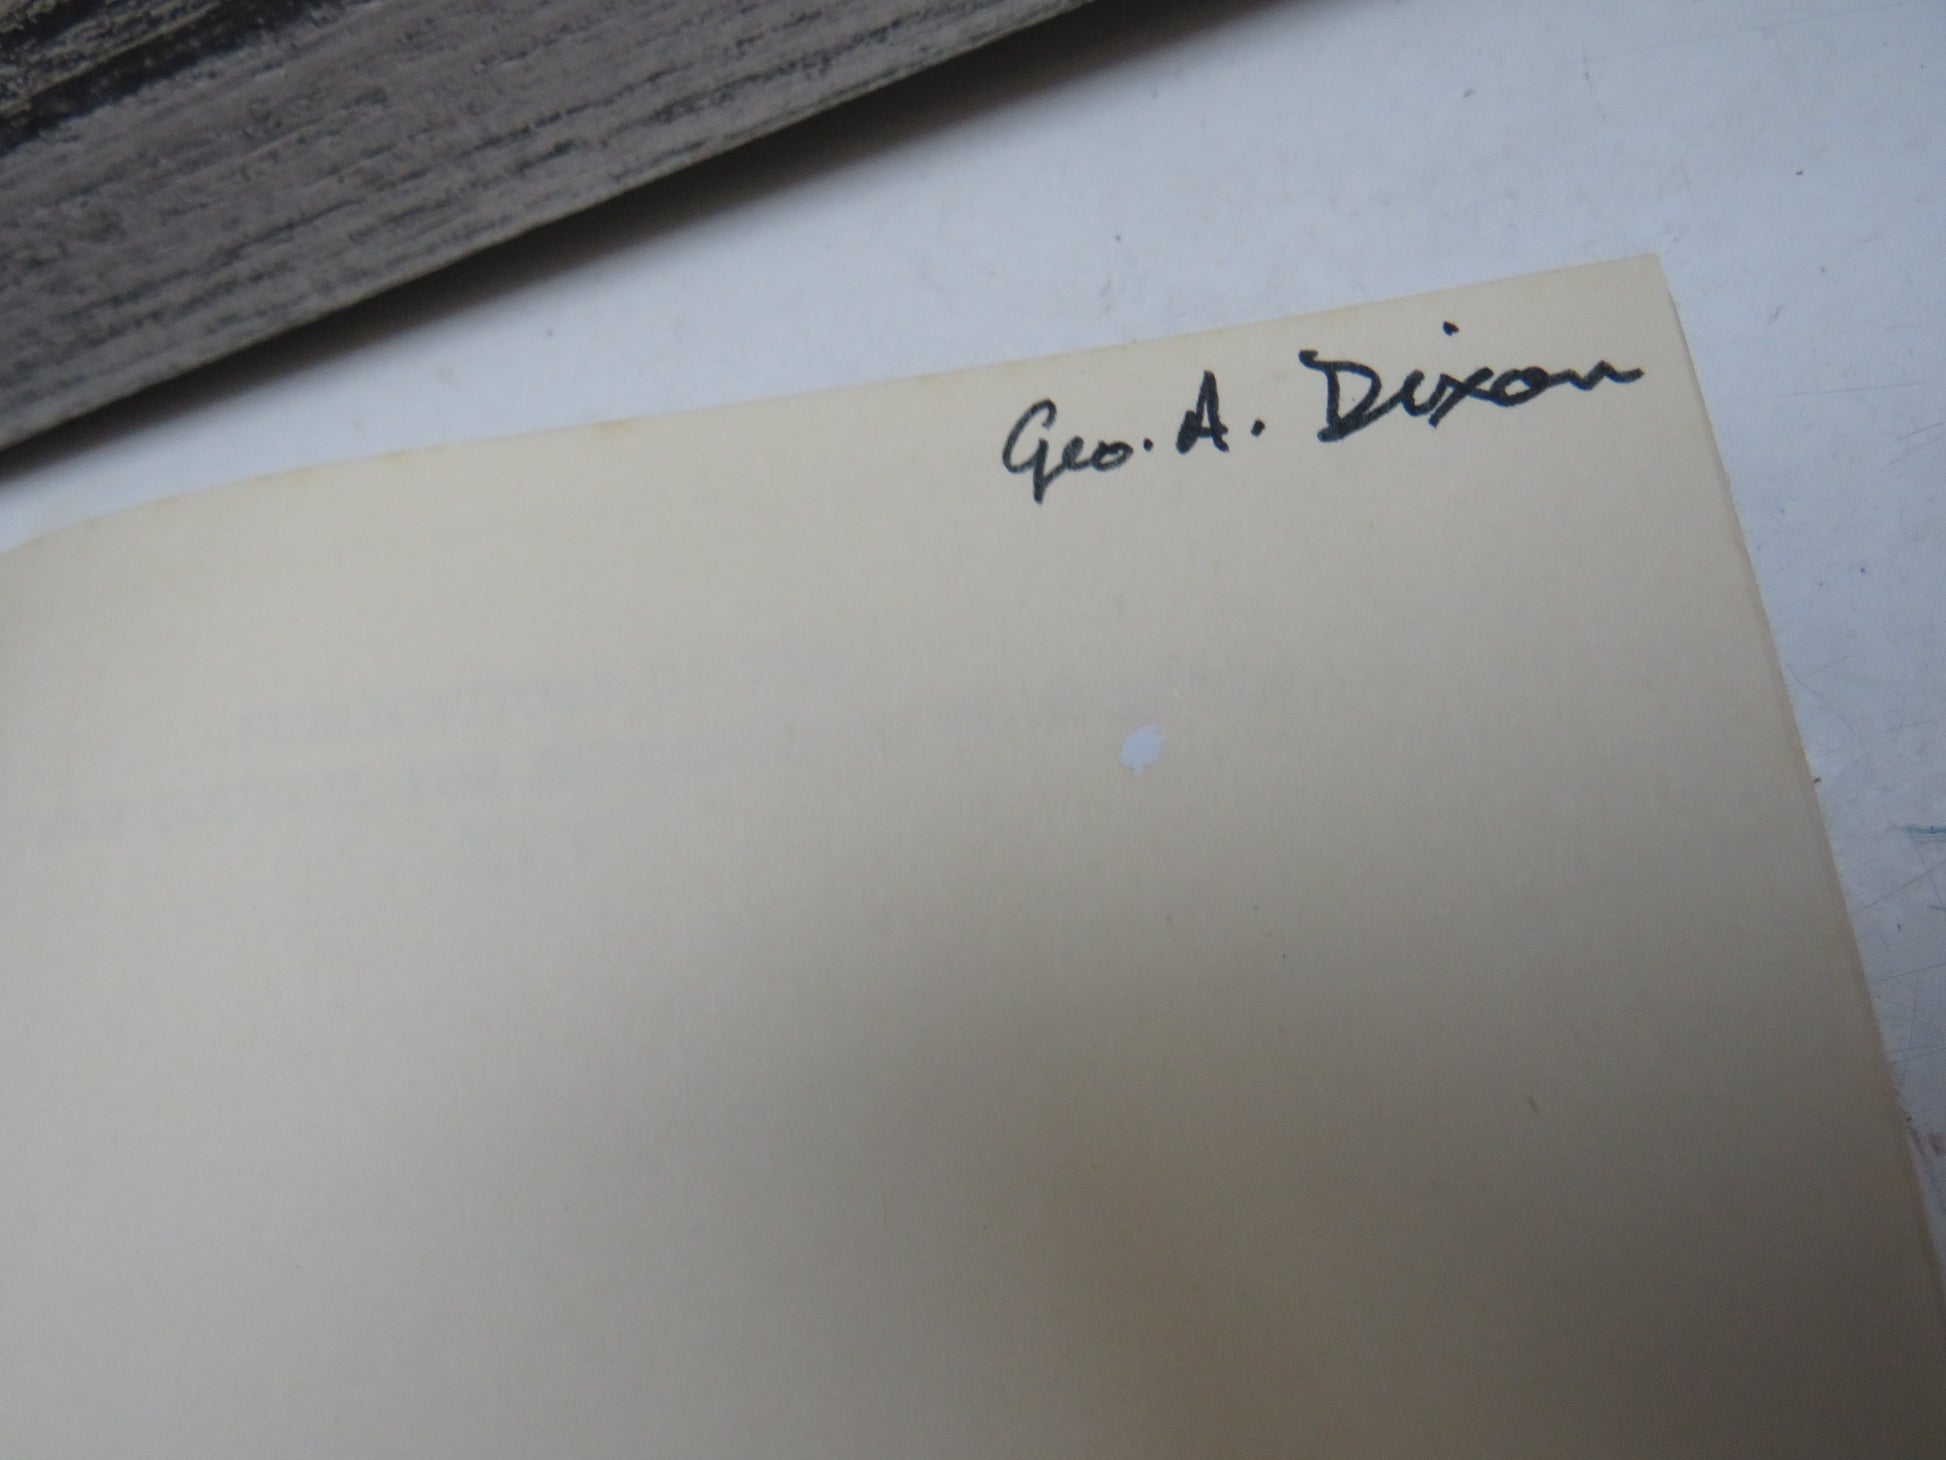 Geo. A. Dixon